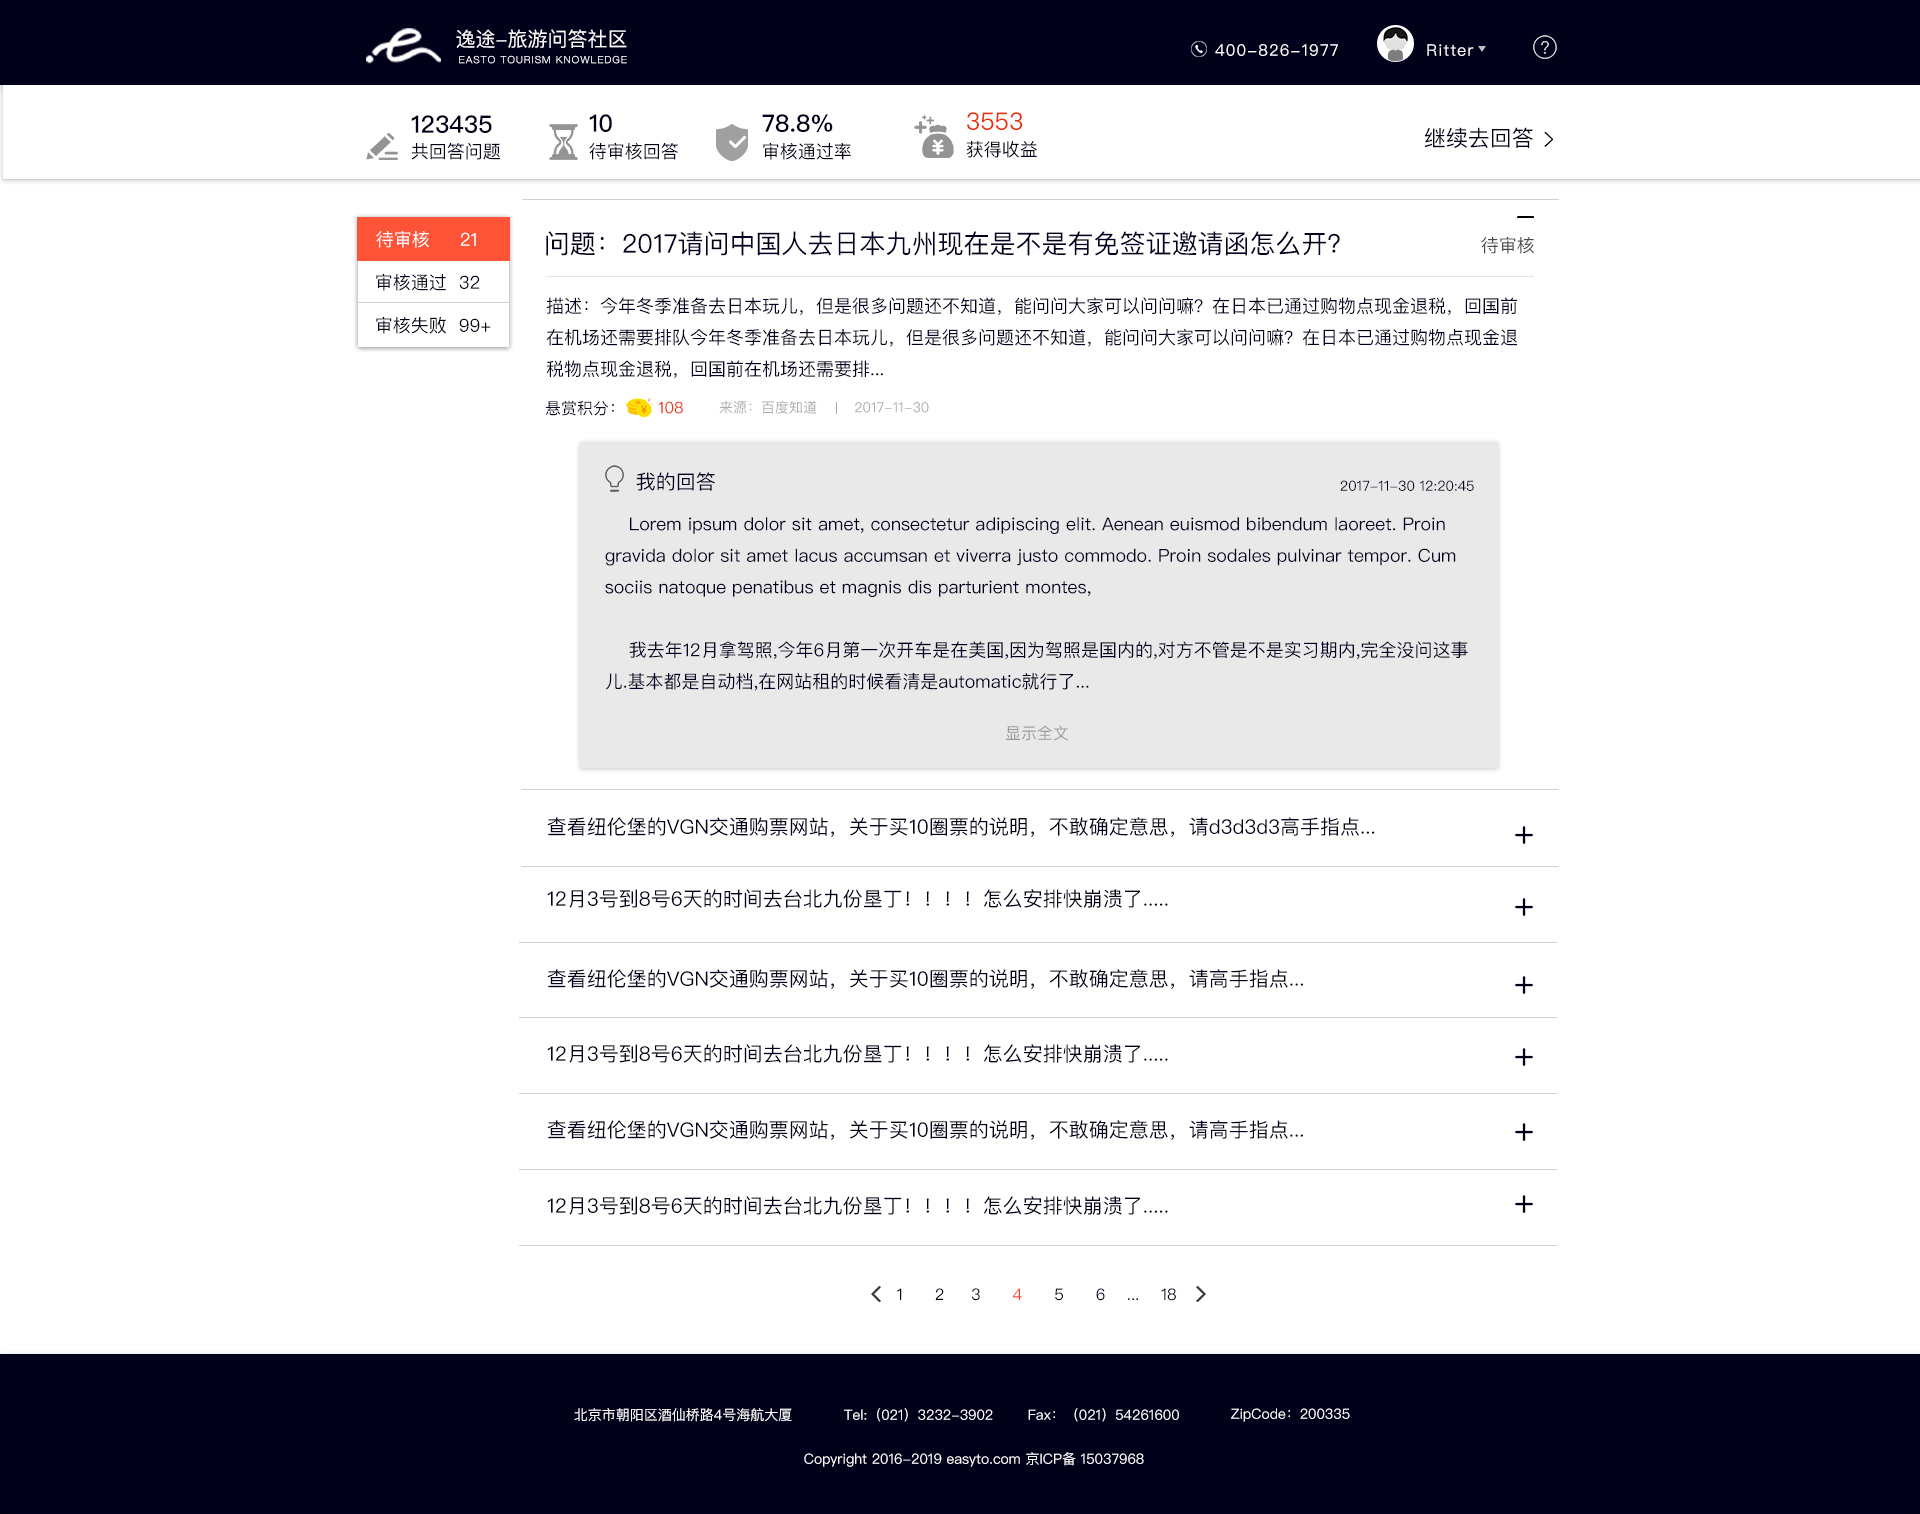 逸途-旅游问答社区
EASTO TOURISM KNOWLEDGE
400-826-1977
Ritter
?
123435
共回答问题
10
待审核回答
78.8%
审核通过率
3553
获得收益
继续去回答
待审核 21
审核通过 32
审核失败 99+
问题：2017请问中国人去日本九州现在是不是有免签证邀请函怎么开?
待审核
描述：今年冬季准备去日本玩儿，但是很多问题还不知道，能问问大家可以问问嘛？在日本已通过购物点现金退税，回国前
在机场还需要排队今年冬季准备去日本玩儿，但是很多问题还不知道，能问问大家可以问问嘛？在日本已通过购物点现金退
税物点现金退税，回国前在机场还需要排...
悬赏积分： 108 来源：百度知道 | 2017-11-30
我的回答
2017-11-30 12:20:45
Lorem ipsum dolor sit amet, consectetur adipiscing elit. Aenean euismod bibendum laoreet. Proin
gravida dolor sit amet lacus accumsan et viverra justo commodo. Proin sodales pulvinar tempor. Cum
sociis natoque penatibus et magnis dis parturient montes,
我去年12月拿驾照,今年6月第一次开车是在美国,因为驾照是国内的,对方不管是不是实习期内,完全没问这事
儿.基本都是自动档,在网站租的时候看清是automatic就行了...
显示全文
查看纽伦堡的VGN交通购票网站，关于买10圈票的说明，不敢确定意思，请d3d3d3高手指点...
12月3号到8号6天的时间去台北九份垦丁！！！！怎么安排快崩溃了.....
查看纽伦堡的VGN交通购票网站，关于买10圈票的说明，不敢确定意思，请高手指点...
12月3号到8号6天的时间去台北九份垦丁！！！！怎么安排快崩溃了.....
查看纽伦堡的VGN交通购票网站，关于买10圈票的说明，不敢确定意思，请高手指点...
12月3号到8号6天的时间去台北九份垦丁！！！！怎么安排快崩溃了.....
1 2 3 4 5 6 ... 18
北京市朝阳区酒仙桥路4号海航大厦 Tel:（021）3232-3902 Fax：（021）54261600 ZipCode：200335
Copyright 2016-2019 easyto.com 京ICP备 15037968